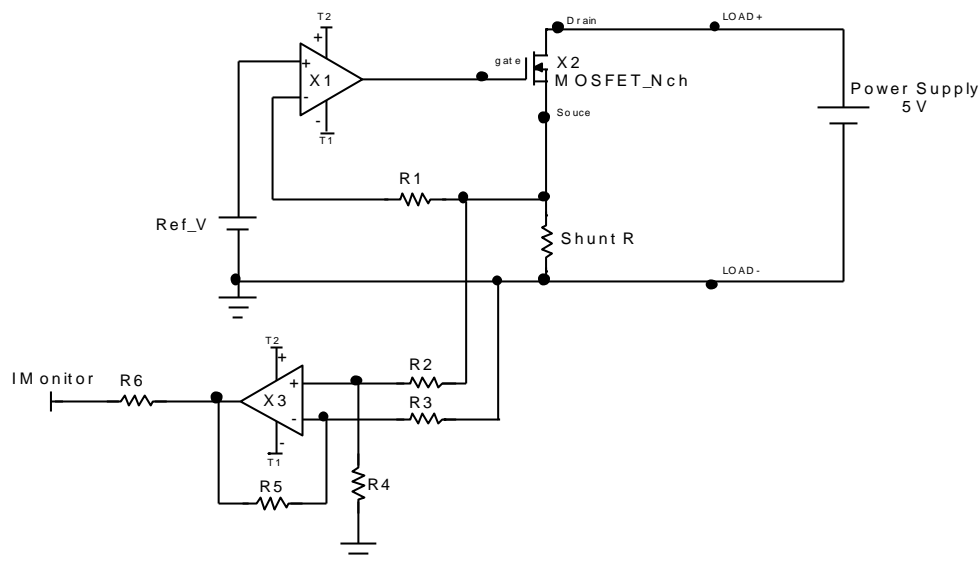 T2
Drain
LOAD+
+
gate
X2
+
X1
MOSFET_Nch
-
Power Supply
5V
-
T1
Souce
R1
Ref_V
Shunt R
LOAD-
T2
+
IMonitor
R6
R2
+
X3
R3
-
-
T1
R5
R4